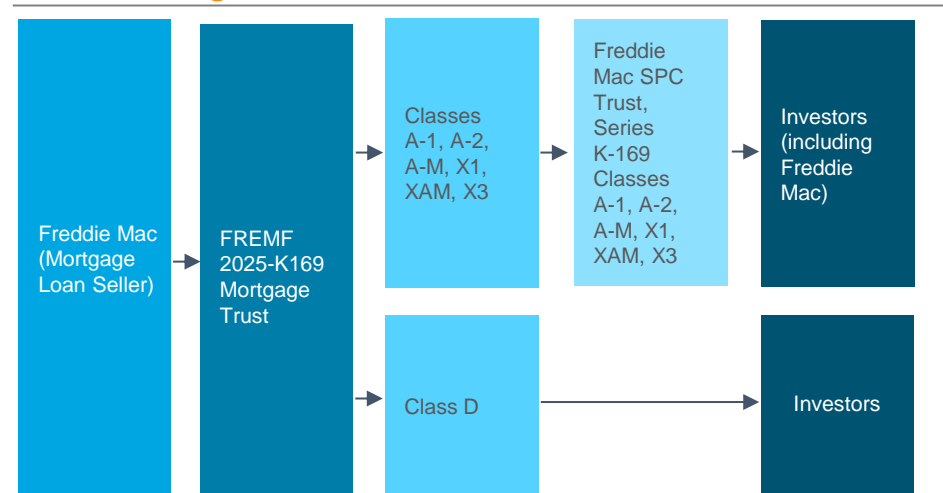 Freddie Mac
(Mortgage
Loan Seller)
FREMF
2025-K169
Mortgage
Trust
Classes
A-1, A-2,
A-M, X1,
XAM, X3
Freddie
Mac SPC
Trust,
Series
K-169
Classes
A-1, A-2,
A-M, X1,
XAM, X3
Investors
(including
Freddie
Mac)
Class D
Investors